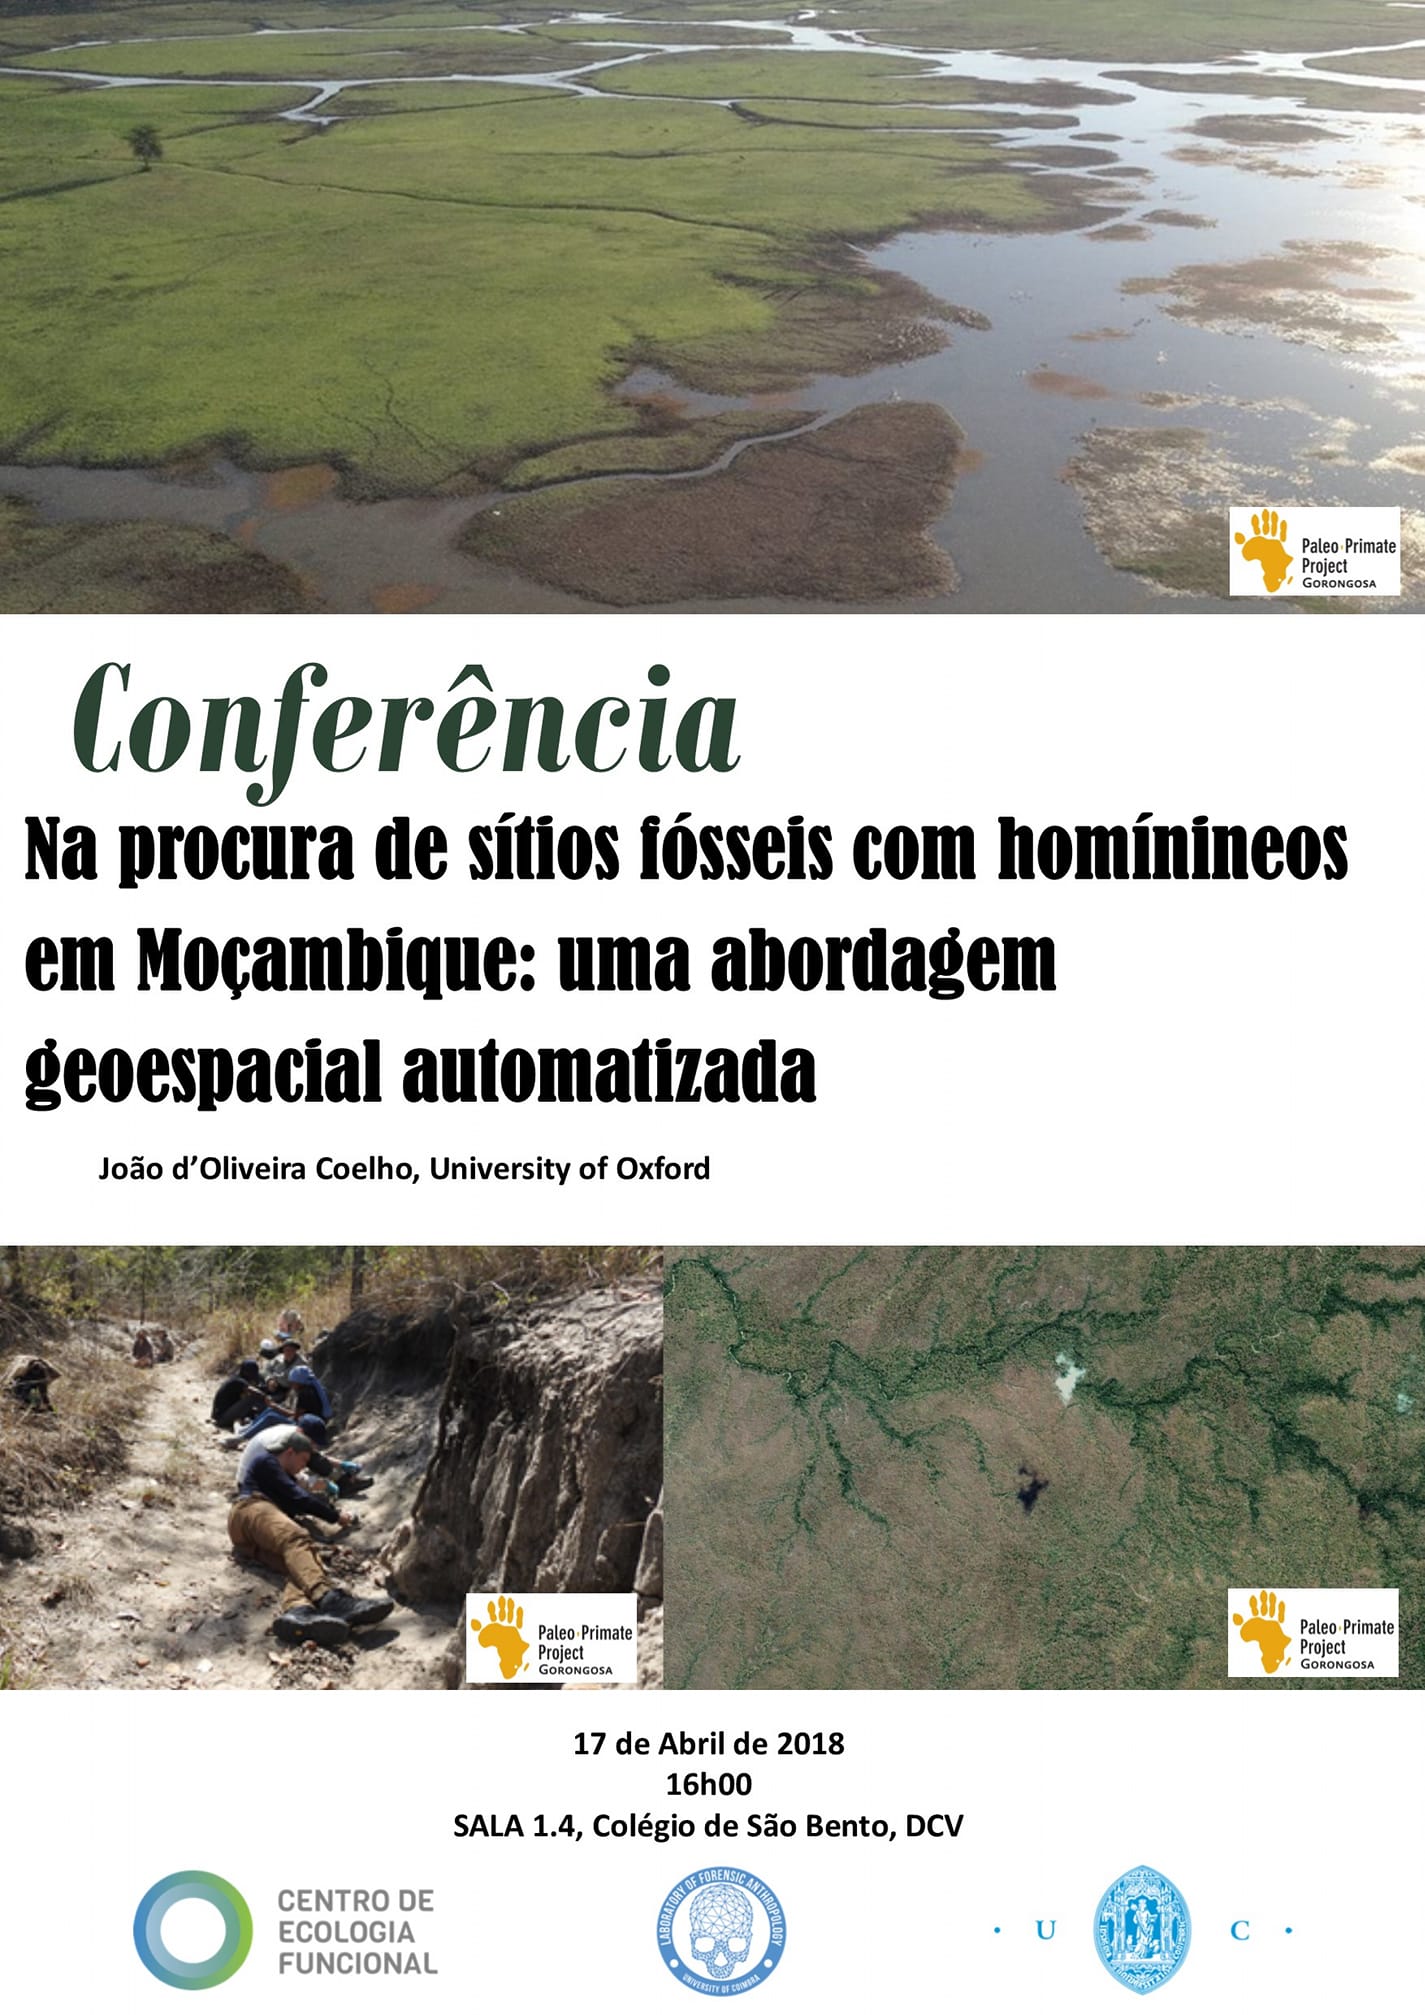 Paleo·Primate
Project
GORONGOSA
Conferência
Na procura de sítios fósseis com homínineos
em Moçambique: uma abordagem
geoespacial automatizada
João d’Oliveira Coelho, University of Oxford
Paleo·Primate
Project
GORONGOSA
Paleo·Primate
Project
GORONGOSA
17 de Abril de 2018
16h00
SALA 1.4, Colégio de São Bento, DCV
CENTRO DE
ECOLOGIA
FUNCIONAL
LABORATORY OF FORENSIC ANTHROPOLOGY
UNIVERSITY OF COIMBRA
· U C ·